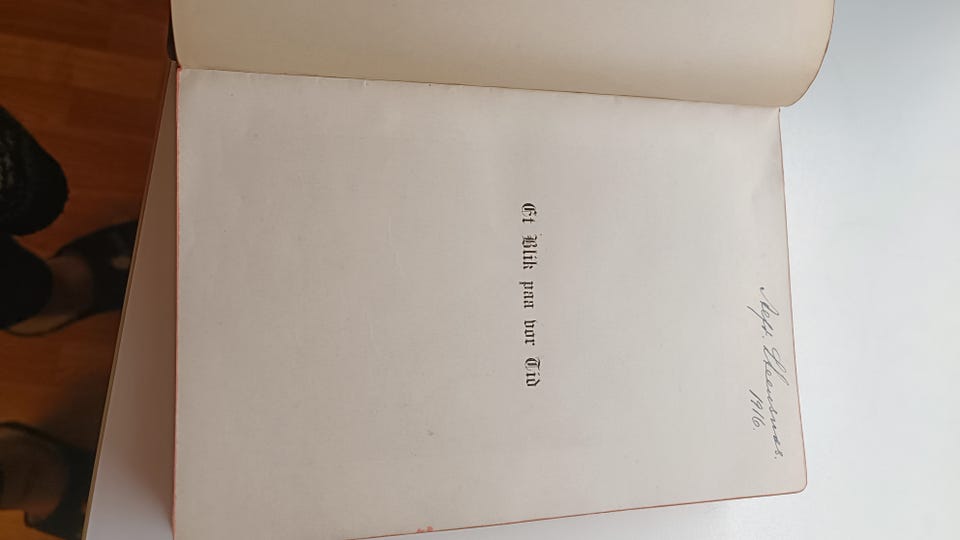 1916.
Et Blik paa vor Tid